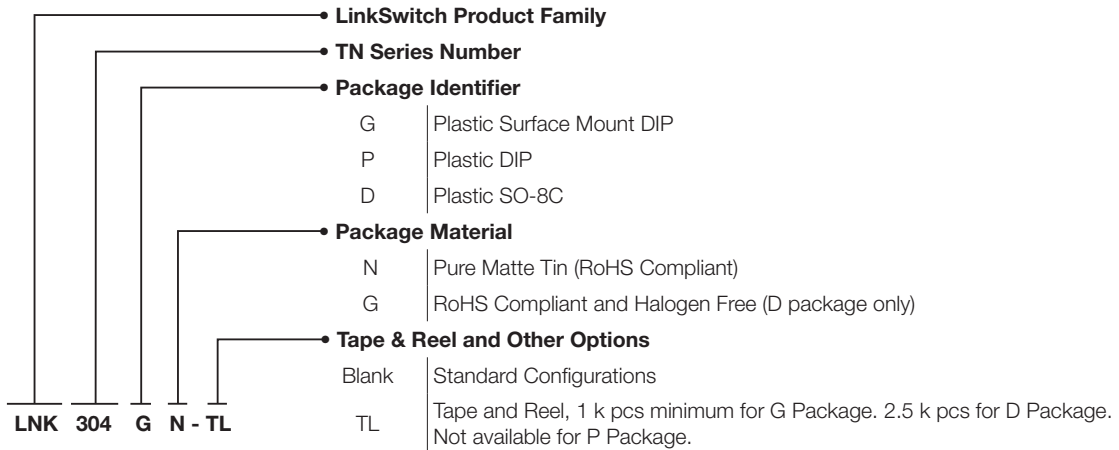 LinkSwitch Product Family
TN Series Number
Package Identifier
G Plastic Surface Mount DIP
P Plastic DIP
D Plastic SO-8C
Package Material
N Pure Matte Tin (RoHS Compliant)
G RoHS Compliant and Halogen Free (D package only)
Tape & Reel and Other Options
Blank Standard Configurations
TL Tape and Reel, 1 k pcs minimum for G Package. 2.5 k pcs for D Package.
Not available for P Package.
LNK 304 G N - TL